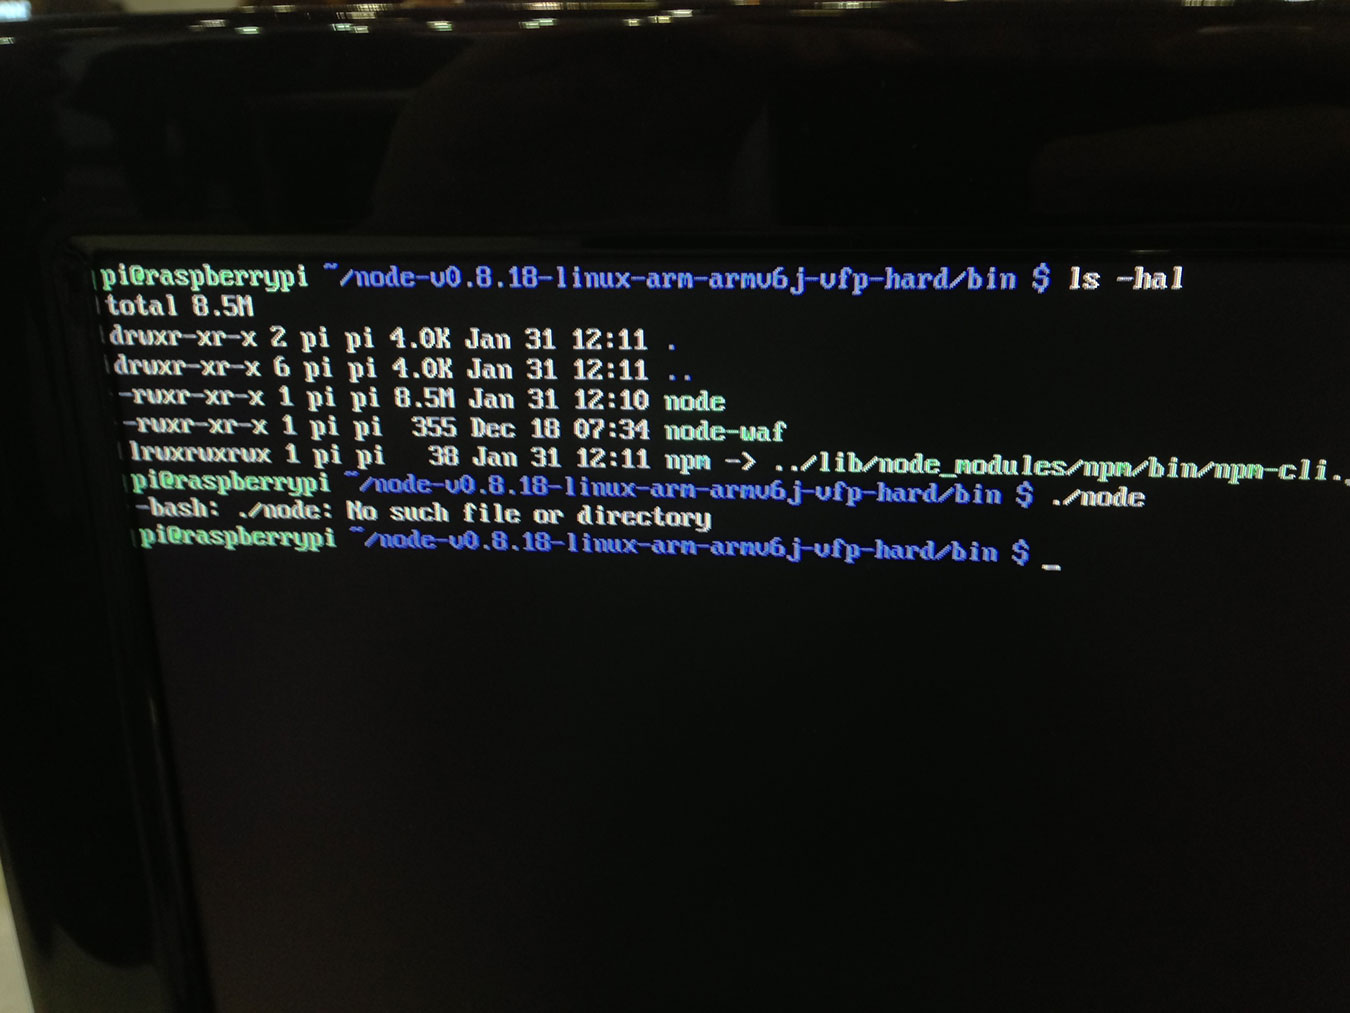 pi@raspberrypi ~/node-v0.8.18-linux-arm-armv6j-vfp-hard/bin $ ls -hal
total 8.5M
drwxr-xr-x 2 pi pi 4.0K Jan 31 12:11 .
drwxr-xr-x 6 pi pi 4.0K Jan 31 12:11 ..
-rwxr-xr-x 1 pi pi 8.5M Jan 31 12:10 node
-rwxr-xr-x 1 pi pi 355 Dec 18 07:34 node-waf
lrwxrwxrwx 1 pi pi 38 Jan 31 12:11 npm -> ../lib/node_modules/npm/bin/npm-cli.
pi@raspberrypi ~/node-v0.8.18-linux-arm-armv6j-vfp-hard/bin $ ./node
-bash: ./node: No such file or directory
pi@raspberrypi ~/node-v0.8.18-linux-arm-armv6j-vfp-hard/bin $ _